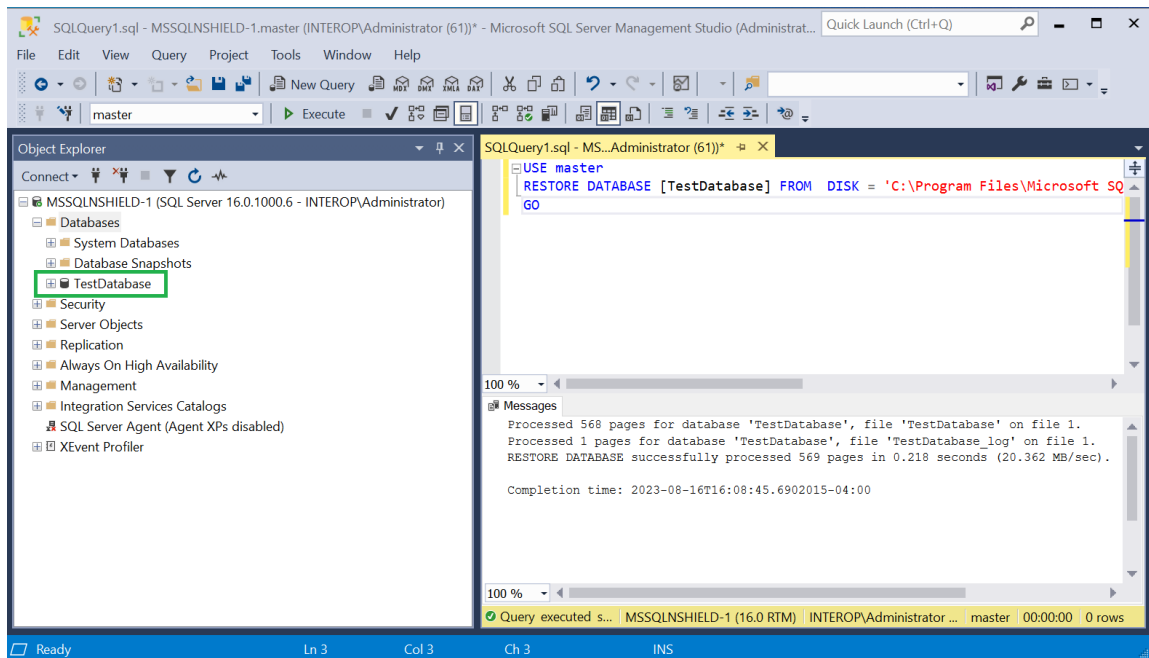 SQLQuery1.sql - MSSQLNSHIELD-1.master (INTEROP\Administrator (61))* - Microsoft SQL Server Management Studio (Administrat...
Quick Launch (Ctrl+Q)
File Edit View Query Project Tools Window Help
New Query MDX DMX XMLA DAX
master Execute
Object Explorer
Connect
MSSQLNSHIELD-1 (SQL Server 16.0.1000.6 - INTEROP\Administrator)
Databases
System Databases
Database Snapshots
TestDatabase
Security
Server Objects
Replication
Always On High Availability
Management
Integration Services Catalogs
SQL Server Agent (Agent XPs disabled)
XEvent Profiler
SQLQuery1.sql - MS...Administrator (61))*
USE master
RESTORE DATABASE [TestDatabase] FROM DISK = 'C:\Program Files\Microsoft SQ
GO
100 %
Messages
Processed 568 pages for database 'TestDatabase', file 'TestDatabase' on file 1.
Processed 1 pages for database 'TestDatabase', file 'TestDatabase_log' on file 1.
RESTORE DATABASE successfully processed 569 pages in 0.218 seconds (20.362 MB/sec).
Completion time: 2023-08-16T16:08:45.6902015-04:00
100 %
Query executed s... MSSQLNSHIELD-1 (16.0 RTM) INTEROP\Administrator ... master 00:00:00 0 rows
Ready Ln 3 Col 3 Ch 3 INS